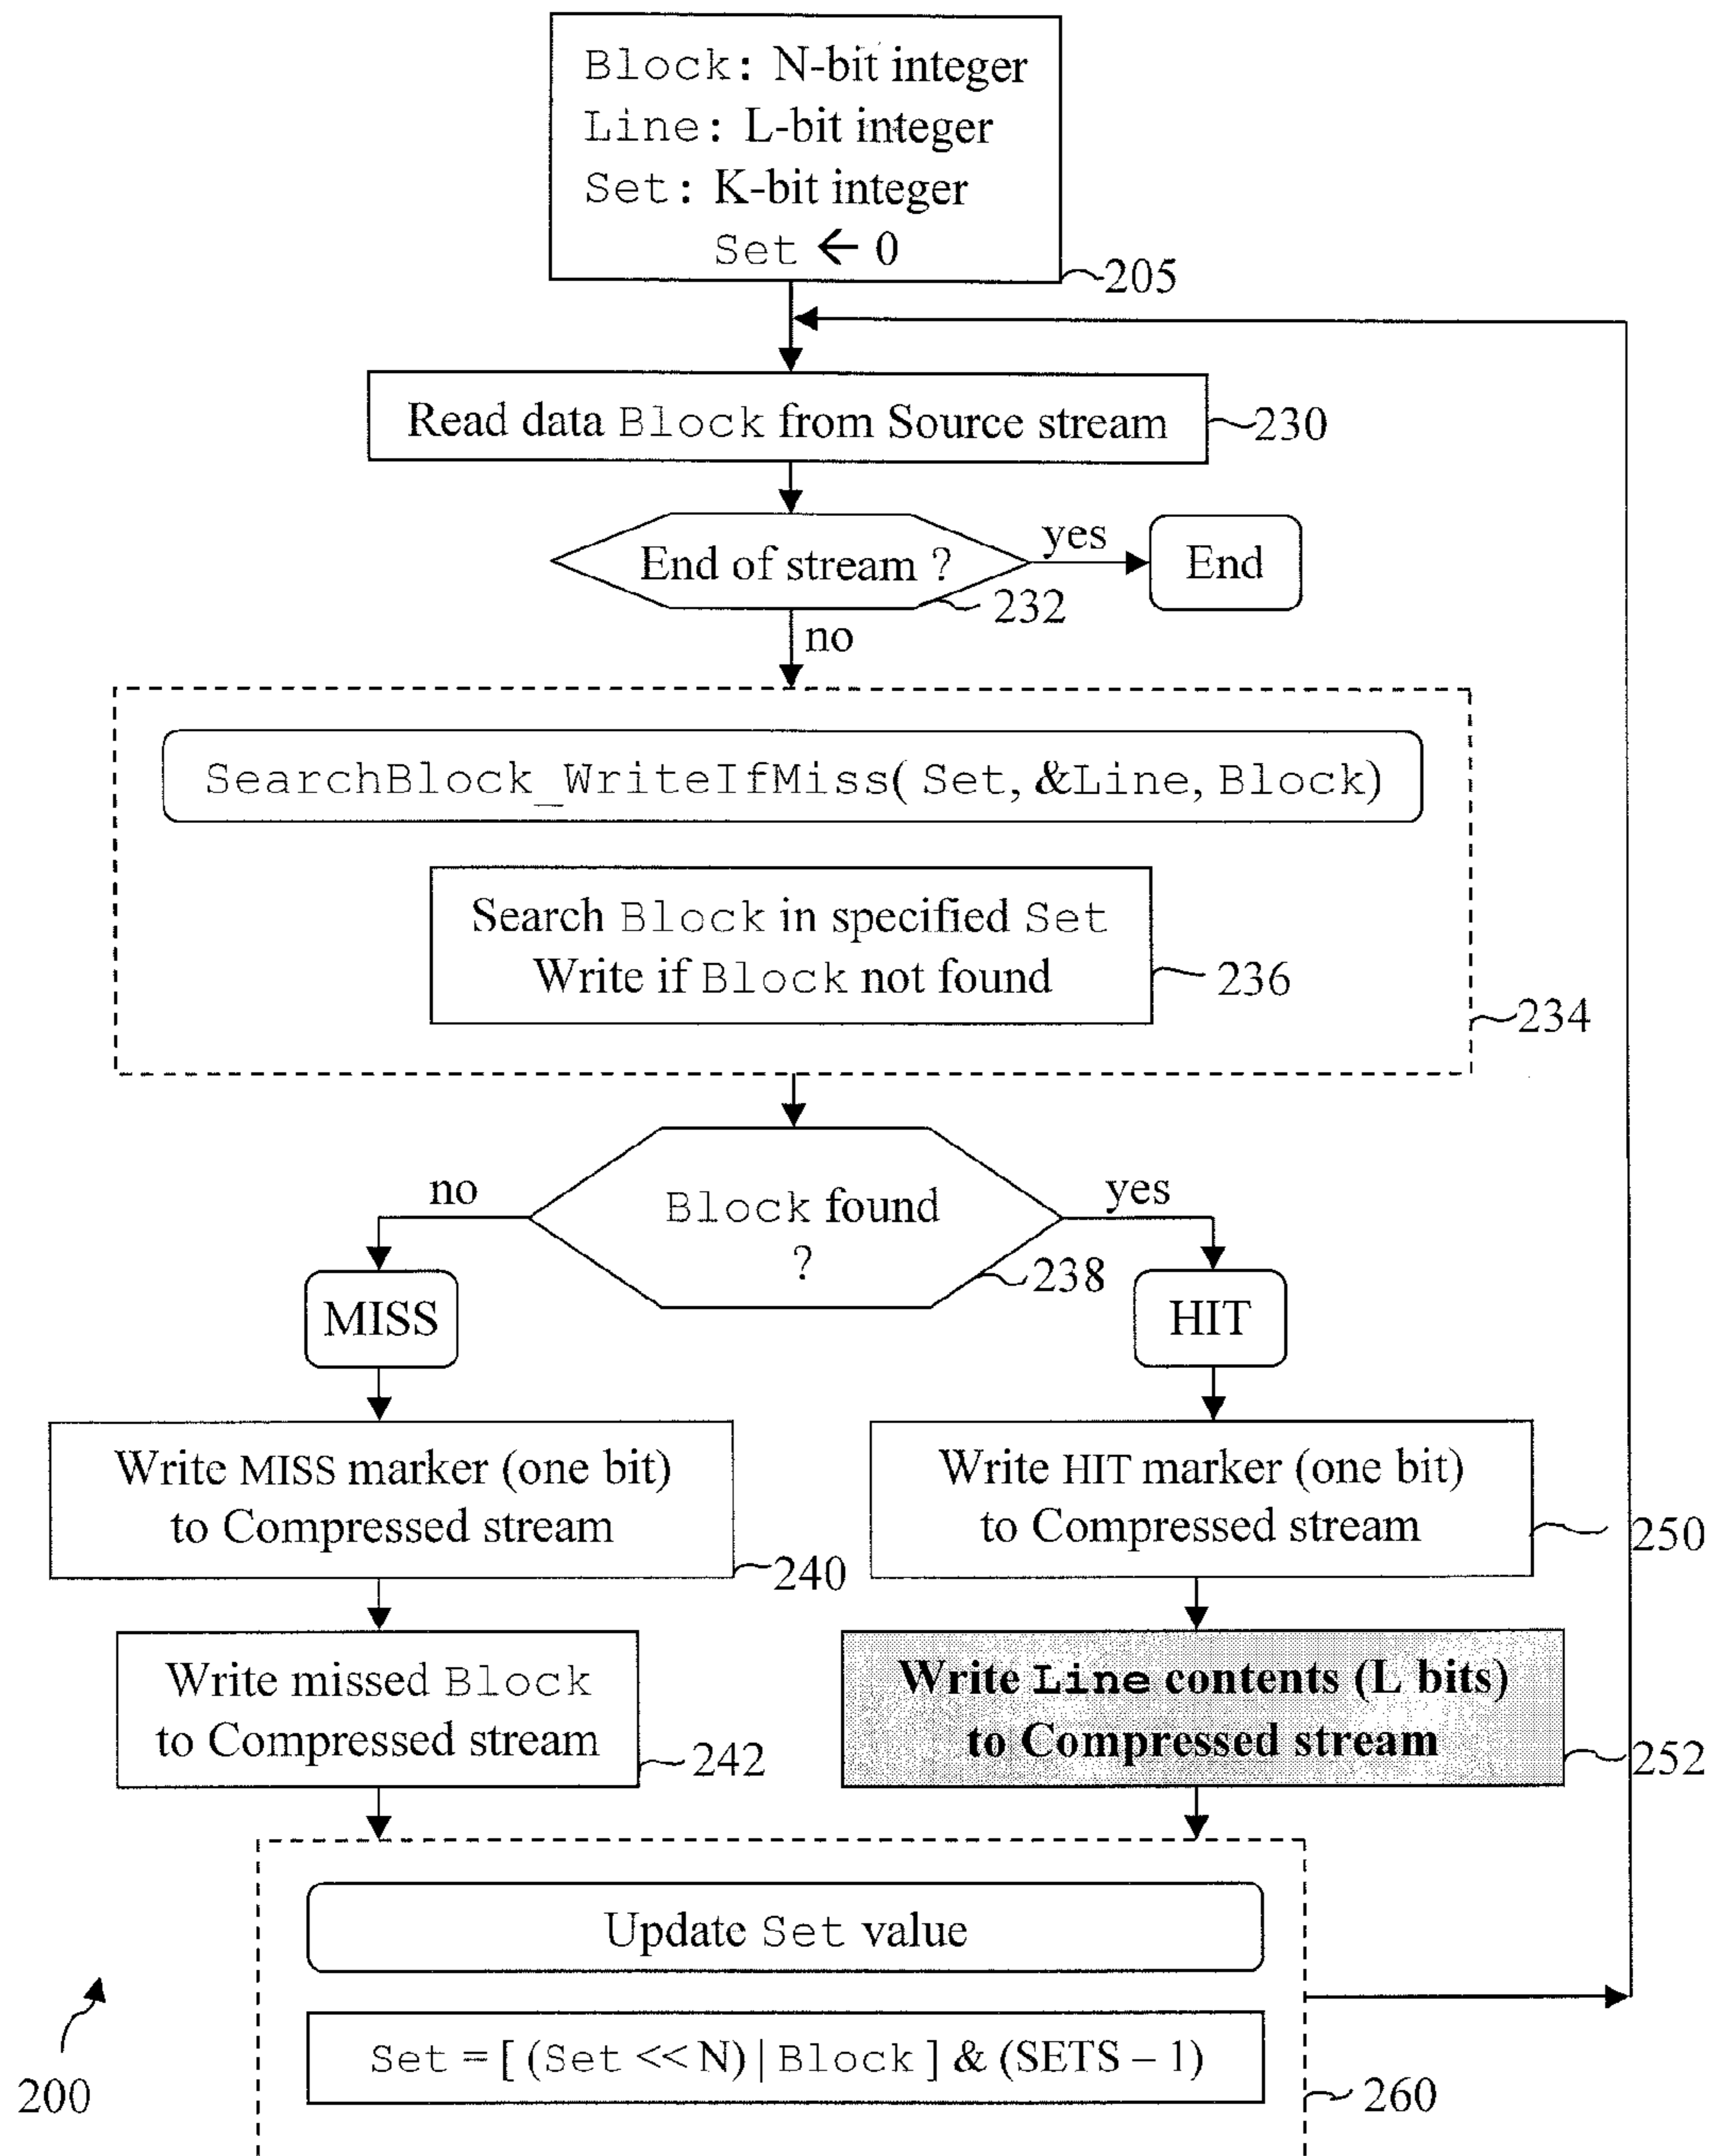 Block: N-bit integer
Line: L-bit integer
Set: K-bit integer
Set ← 0
205
Read data Block from Source stream
230
End of stream ?
yes
End
232
no
SearchBlock_WriteIfMiss( Set, &Line, Block)
Search Block in specified Set
Write if Block not found
236
234
no
Block found
?
yes
238
MISS
HIT
Write MISS marker (one bit)
to Compressed stream
240
Write HIT marker (one bit)
to Compressed stream
250
Write missed Block
to Compressed stream
242
Write Line contents (L bits)
to Compressed stream
252
Update Set value
Set = [ (Set << N) | Block ] & (SETS – 1)
200
260